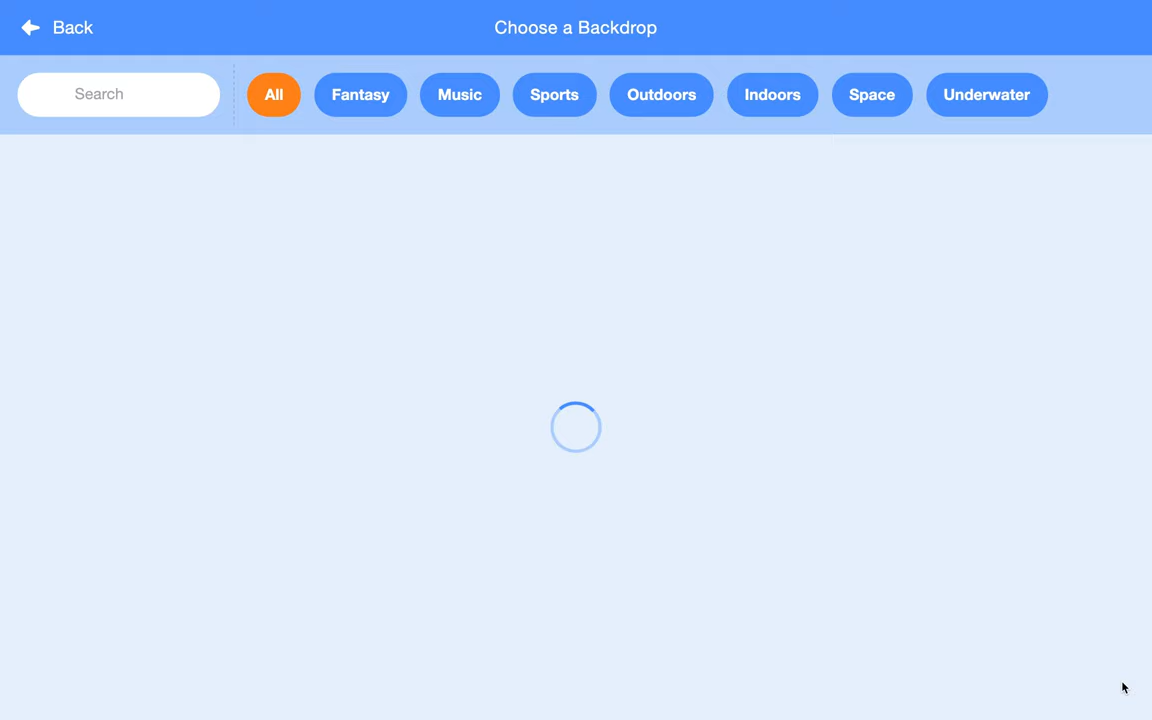 Back
Choose a Backdrop
Search
All
Fantasy
Music
Sports
Outdoors
Indoors
Space
Underwater